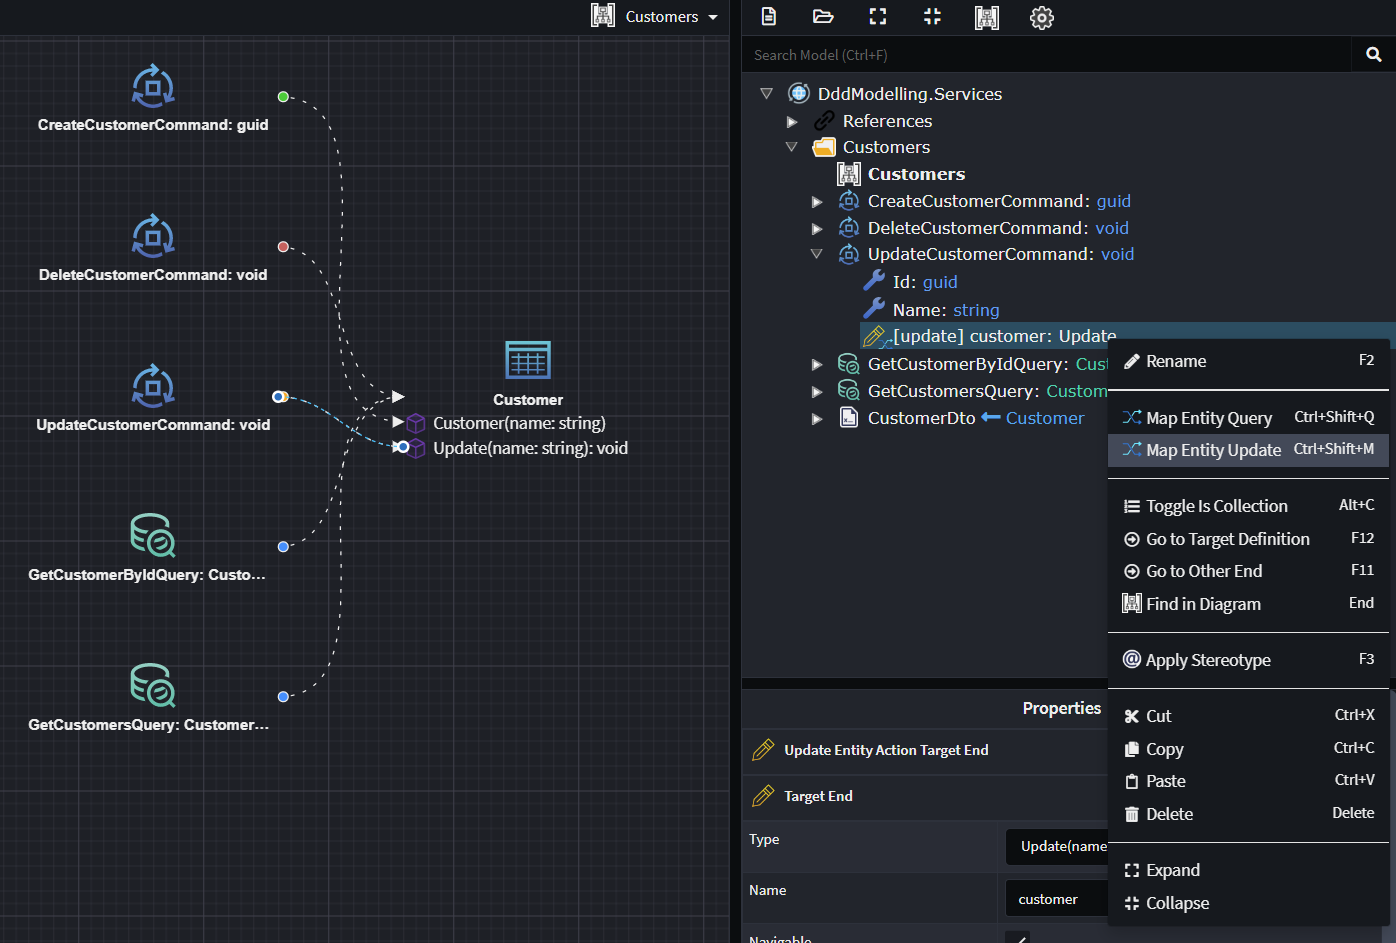 Customers
CreateCustomerCommand: guid
DeleteCustomerCommand: void
UpdateCustomerCommand: void
Customer
Customer(name: string)
Update(name: string): void
GetCustomerByIdQuery: Custo...
GetCustomersQuery: Customer...
Search Model (Ctrl+F)
DddModelling.Services
References
Customers
Customers
CreateCustomerCommand: guid
DeleteCustomerCommand: void
UpdateCustomerCommand: void
Id: guid
Name: string
[update] customer: Update
GetCustomerByIdQuery: Cust
GetCustomersQuery: Custom
CustomerDto Customer
Rename F2
Map Entity Query Ctrl+Shift+Q
Map Entity Update Ctrl+Shift+M
Toggle Is Collection Alt+C
Go to Target Definition F12
Go to Other End F11
Find in Diagram End
Apply Stereotype F3
Cut Ctrl+X
Copy Ctrl+C
Paste Ctrl+V
Delete Delete
Expand
Collapse
Properties
Update Entity Action Target End
Target End
Type Update(name
Name customer
Navigable